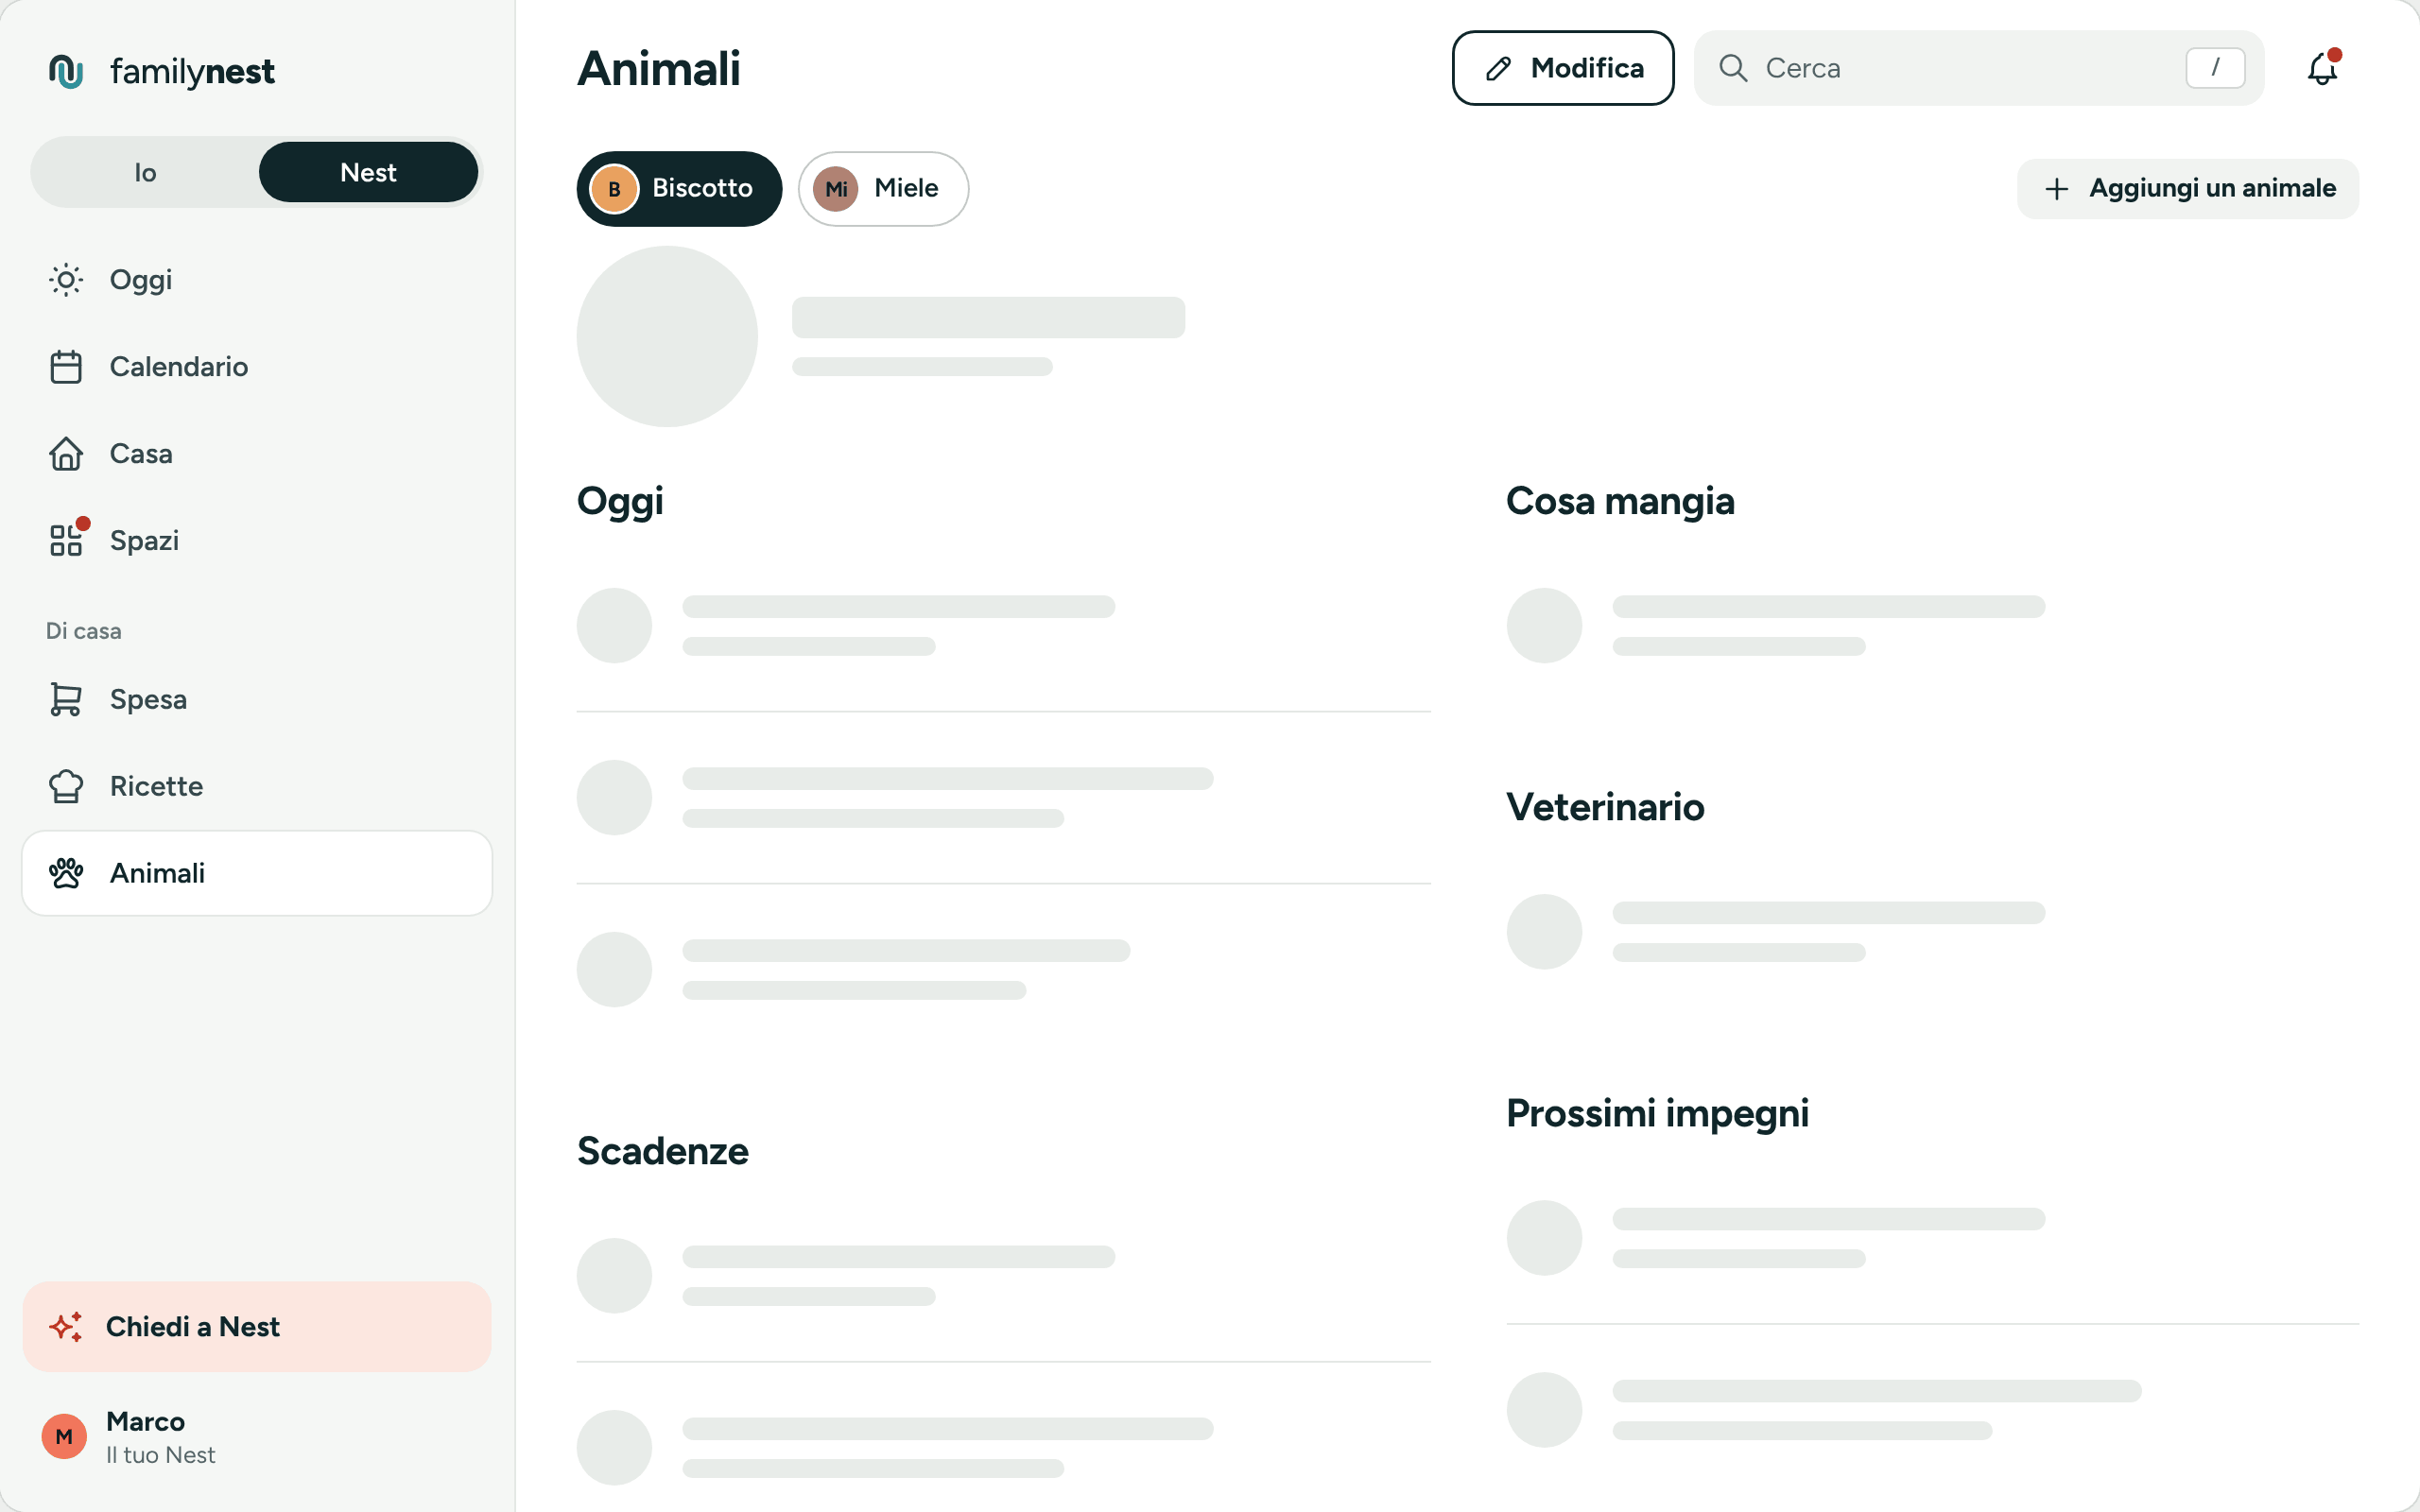 familynest
Io
Nest
Oggi
Calendario
Casa
Spazi
Di casa
Spesa
Ricette
Animali
Chiedi a Nest
M
Marco
Il tuo Nest
Animali
Modifica
Cerca
/
B
Biscotto
Mi
Miele
Aggiungi un animale
Oggi
Scadenze
Cosa mangia
Veterinario
Prossimi impegni